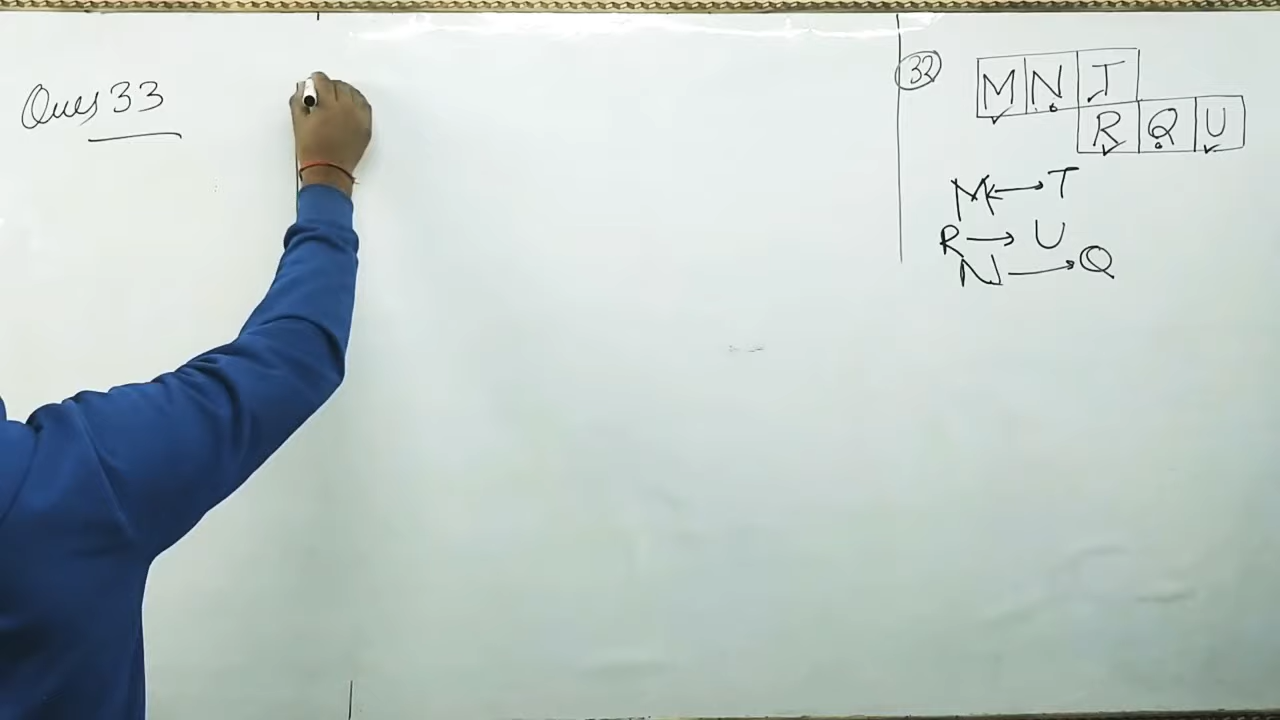 Ques 33
32
M N T
R Q U
M ↔ T
R → U
N → Q